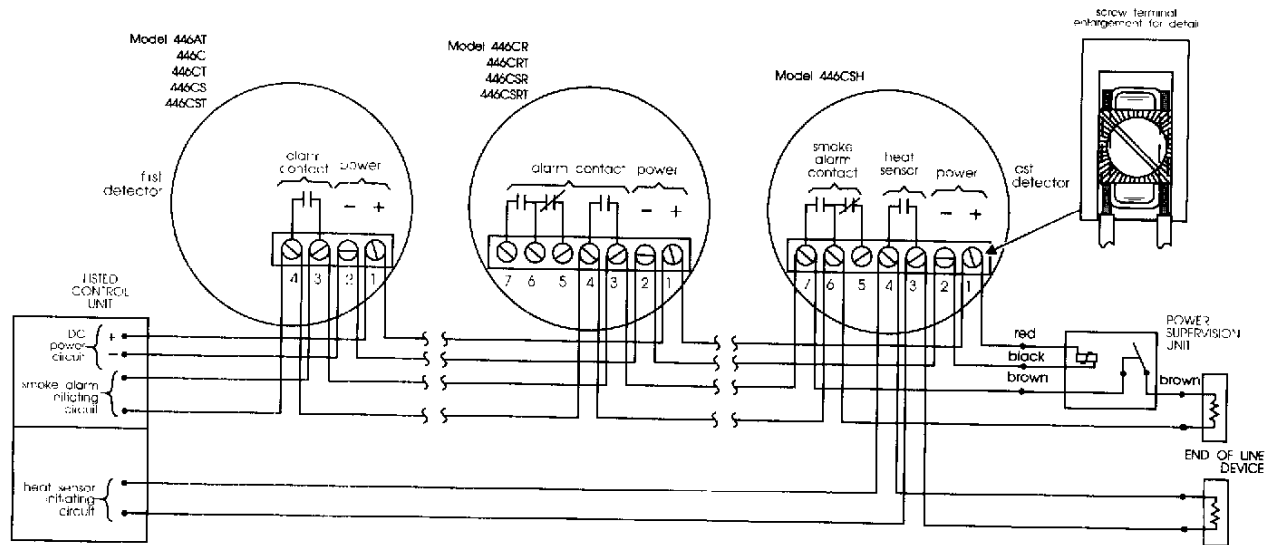 screw terminal
enlargement for detail
Model 446AT
446C
446CT
446CS
446CST
Model 446CR
446CRT
446CSR
446CSRT
Model 446CSH
first
detector
alarm
contact
power
− +
4 3 2 1
alarm contact
power
− +
7 6 5 4 3 2 1
smoke
alarm
contact
heat
sensor
power
− +
7 6 5 4 3 2 1
last
detector
LISTED
CONTROL
UNIT
DC
power
circuit
+
−
smoke alarm
initiating
circuit
heat sensor
initiating
circuit
red
black
brown
POWER
SUPERVISION
UNIT
brown
END OF LINE
DEVICE